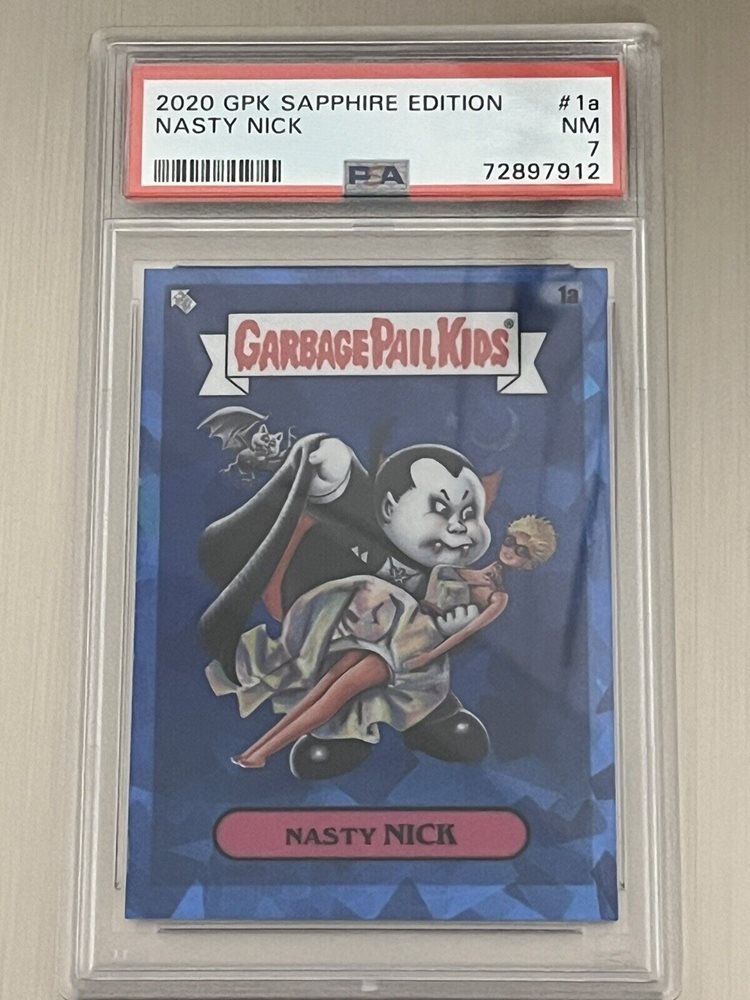 2020 GPK SAPPHIRE EDITION #1a
NASTY NICK NM
7
72897912
PSA
1a
GARBAGE PAIL KIDS®
NASTY NICK